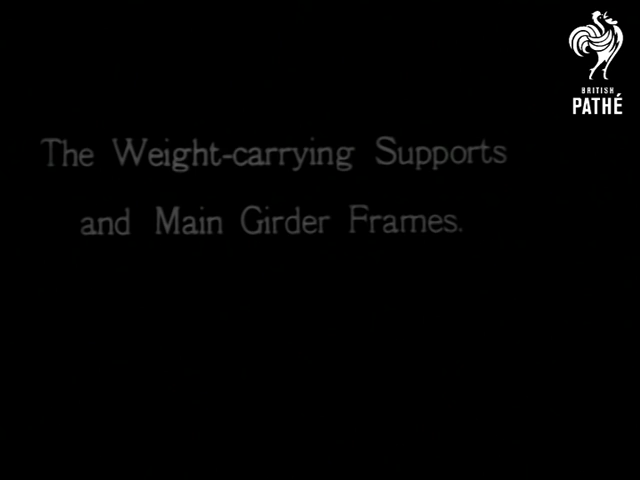 BRITISH
PATHÉ
The Weight-carrying Supports
and Main Girder Frames.